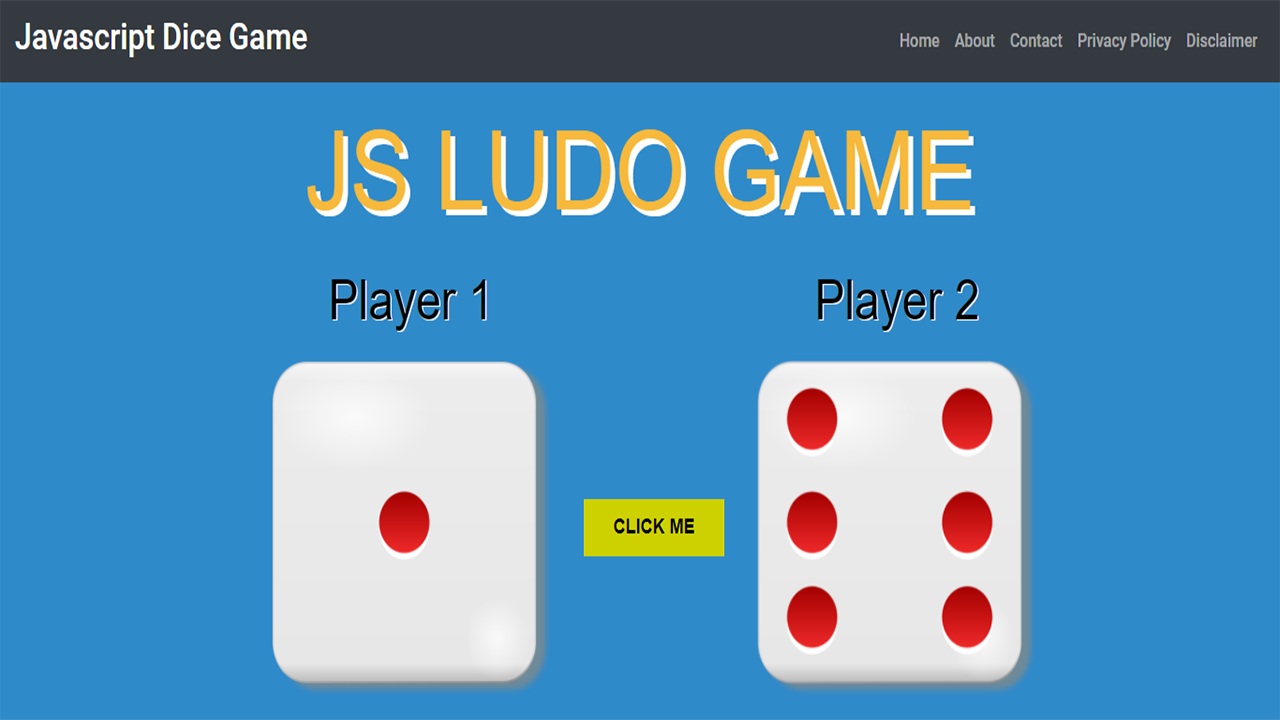 Javascript Dice Game
Home About Contact Privacy Policy Disclaimer
JS LUDO GAME
Player 1
Player 2
CLICK ME